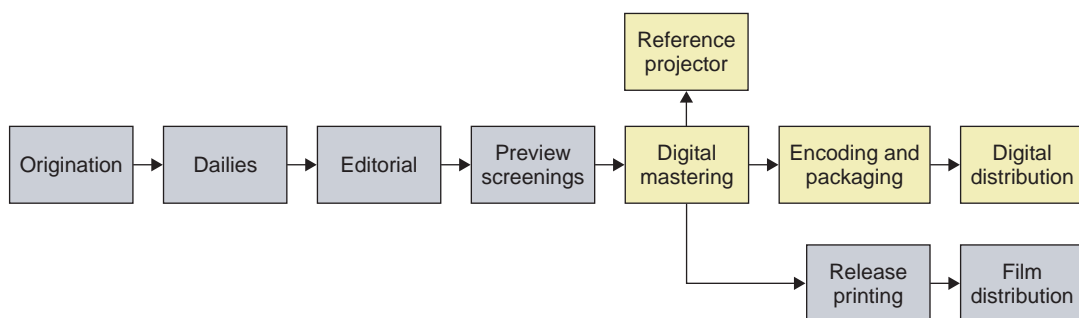 Reference
projector
Origination
Dailies
Editorial
Preview
screenings
Digital
mastering
Encoding and
packaging
Digital
distribution
Release
printing
Film
distribution